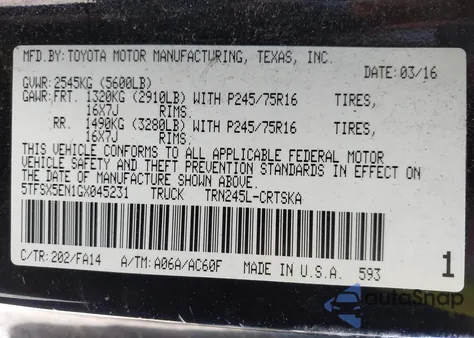 MFD.BY: TOYOTA MOTOR MANUFACTURING, TEXAS, INC.
DATE: 03/16
GVWR: 2545KG (5600LB)
GAWR: FRT. 1320KG (2910LB) WITH P245/75R16 TIRES,
16X7J RIMS.
RR. 1490KG (3280LB) WITH P245/75R16 TIRES,
16X7J RIMS.
THIS VEHICLE CONFORMS TO ALL APPLICABLE FEDERAL MOTOR
VEHICLE SAFETY AND THEFT PREVENTION STANDARDS IN EFFECT ON
THE DATE OF MANUFACTURE SHOWN ABOVE.
5TFSX5EN1GX045231 TRUCK TRN245L-CRTSKA
C/TR: 202/FA14 A/TM: A06A/AC60F MADE IN U.S.A. 593
1
autoSnap